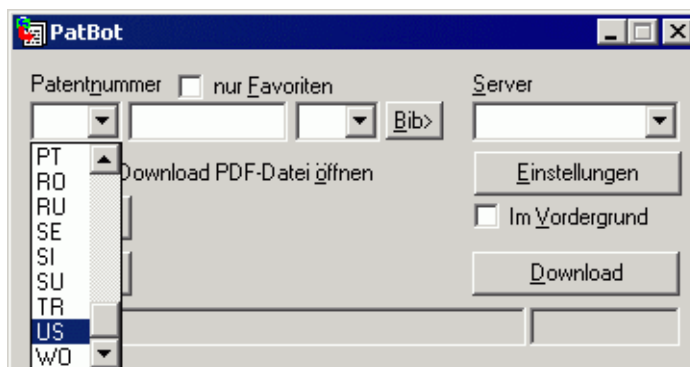 PatBot
Patentnummer nur Favoriten Server
Bib>
PT
RO
RU
SE
SI
SU
TR
US
WO
Download PDF-Datei öffnen
Einstellungen
Im Vordergrund
Download